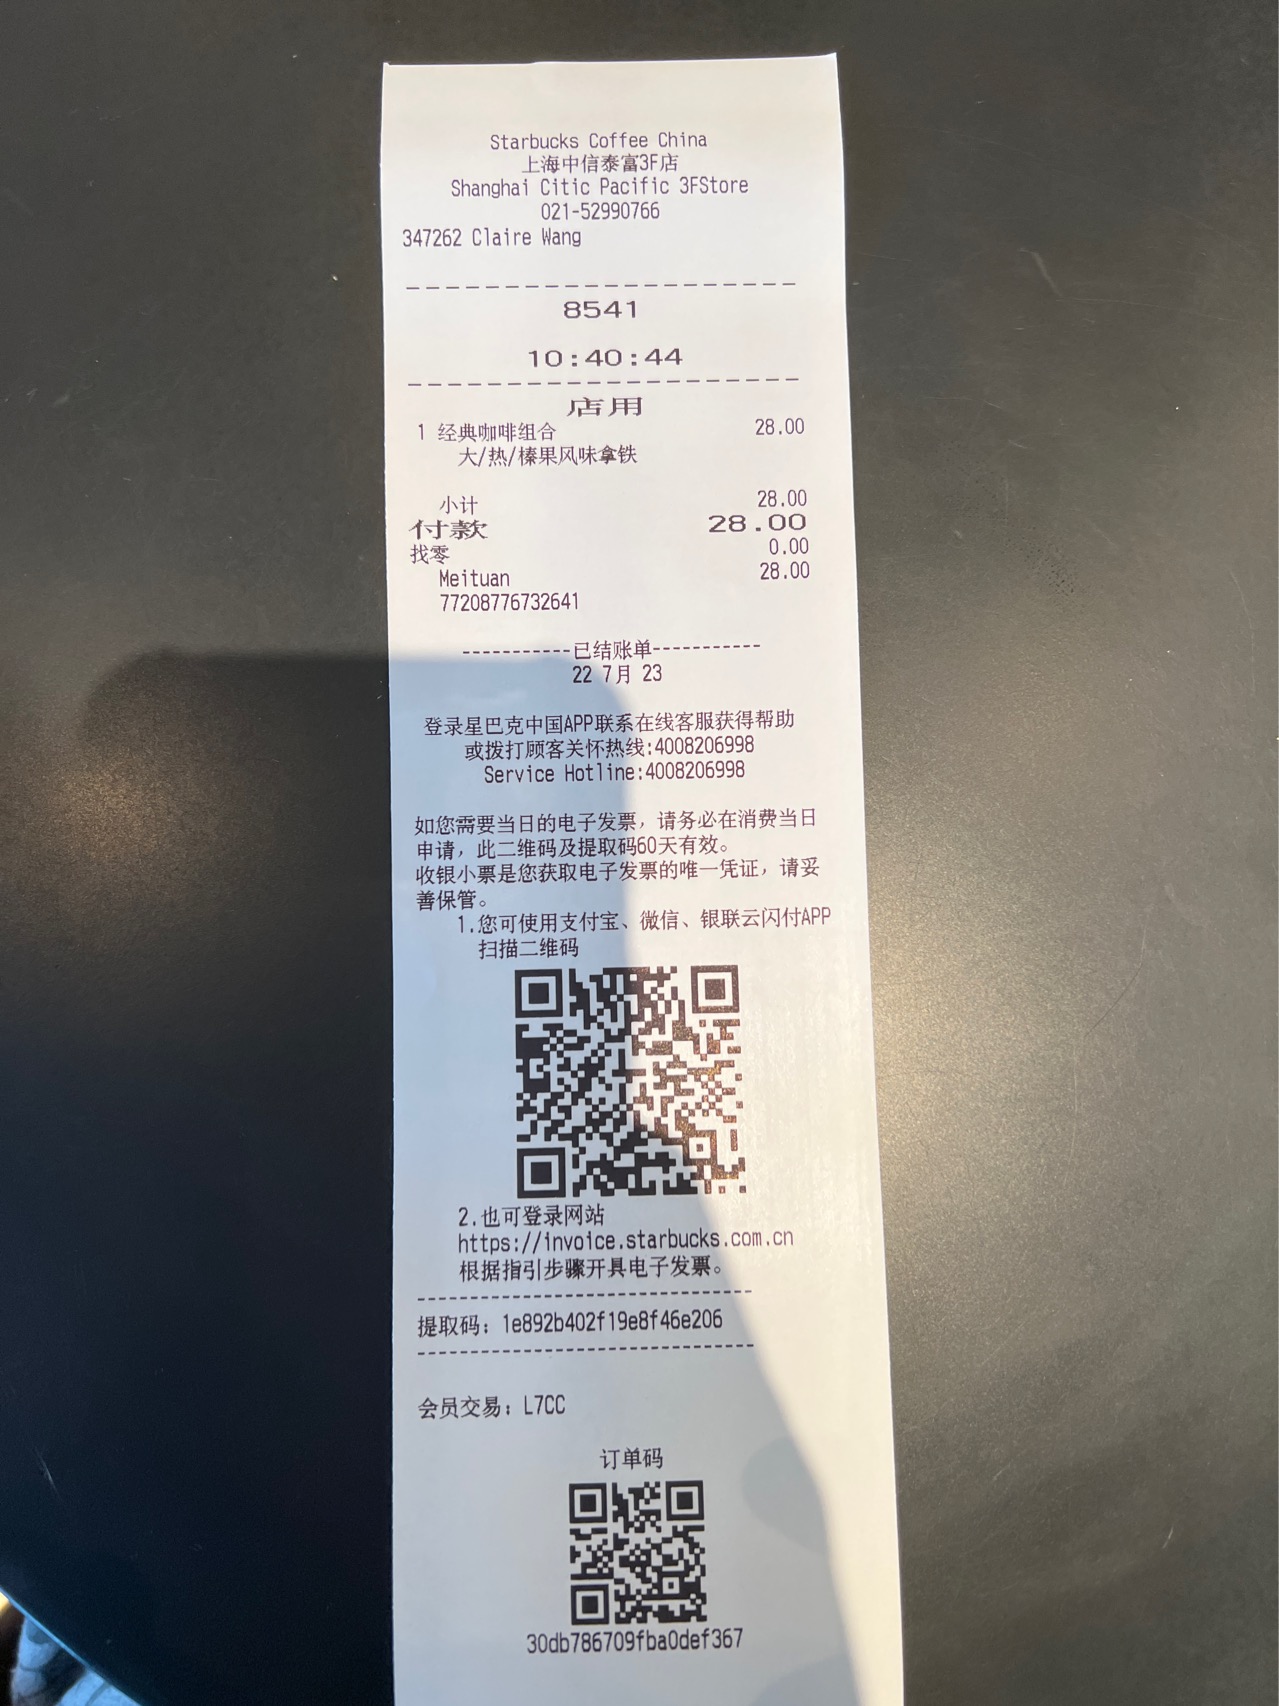 Starbucks Coffee China
上海中信泰富3F店
Shanghai Citic Pacific 3FStore
021-52990766
347262 Claire Wang
8541
10:40:44
店用
1 经典咖啡组合 28.00
大/热/榛果风味拿铁
小计 28.00
付款 28.00
找零 0.00
Meituan 28.00
77208776732641
-----------已结账单-----------
22 7月 23
登录星巴克中国APP联系在线客服获得帮助
或拨打顾客关怀热线:4008206998
Service Hotline:4008206998
如您需要当日的电子发票，请务必在消费当日
申请，此二维码及提取码60天有效。
收银小票是您获取电子发票的唯一凭证，请妥
善保管。
1.您可使用支付宝、微信、银联云闪付APP
扫描二维码
2.也可登录网站
https://invoice.starbucks.com.cn
根据指引步骤开具电子发票。
提取码：1e892b402f19e8f46e206
会员交易：L7CC
订单码
30db786709fba0def367